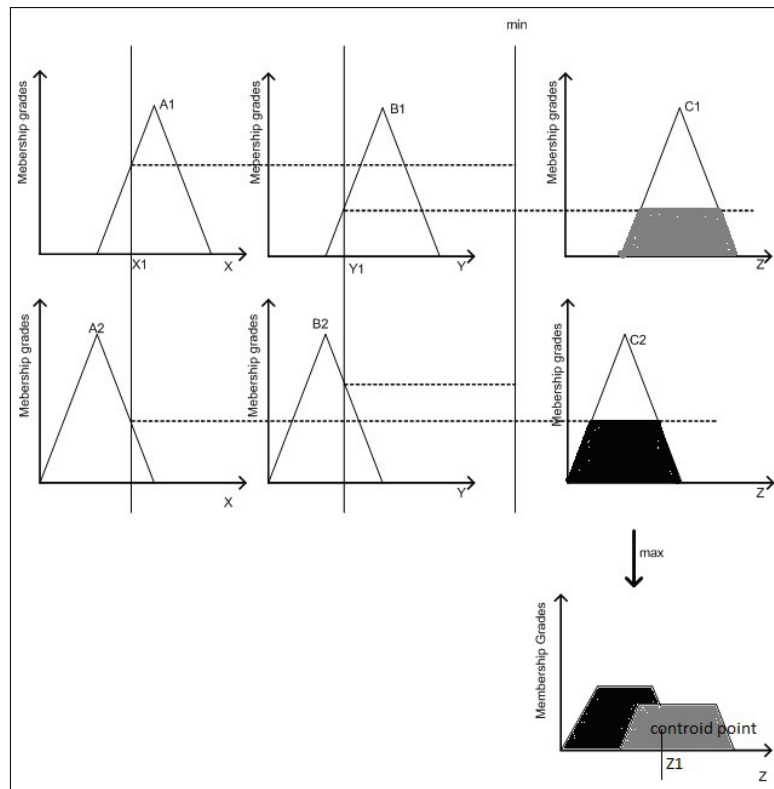 min
Mebership grades
A1
X1
X
Mebership grades
B1
Y1
Y
Mebership grades
C1
Z
Mebership grades
A2
X
Mebership grades
B2
Y
Mebership grades
C2
Z
max
Membership Grades
controid point
Z1
Z